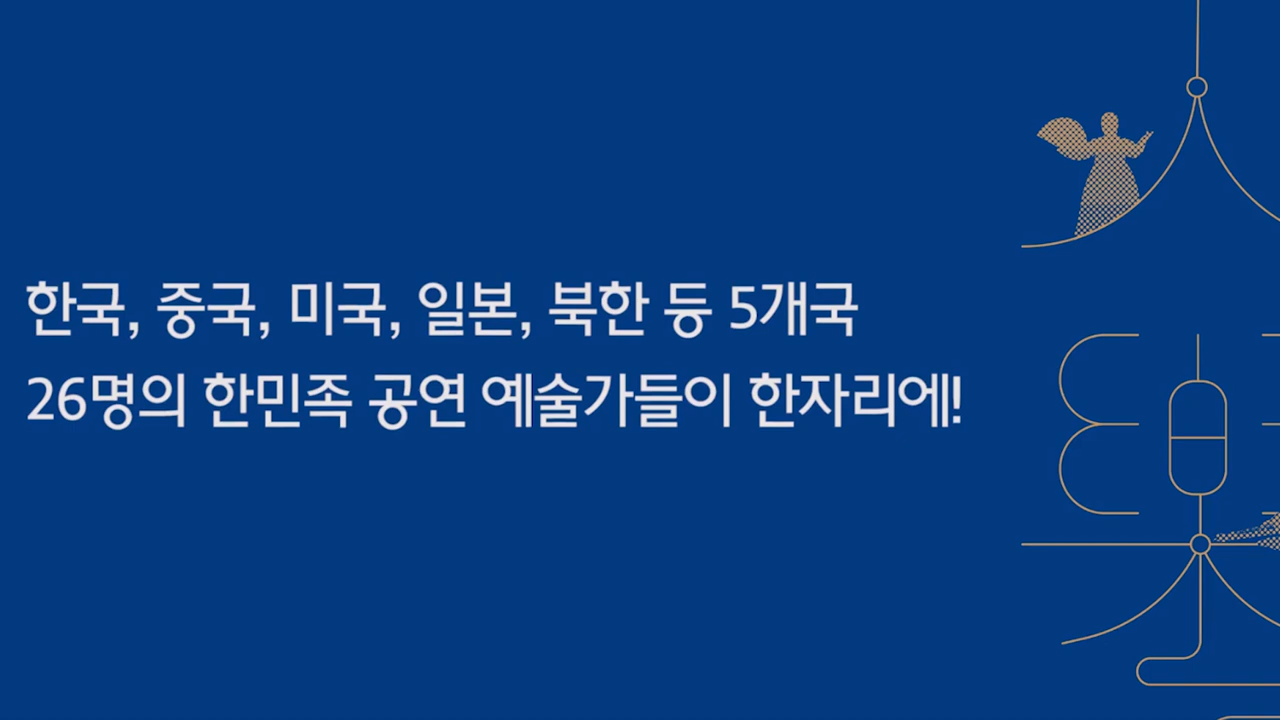 한국, 중국, 미국, 일본, 북한 등 5개국
26명의 한민족 공연 예술가들이 한자리에!